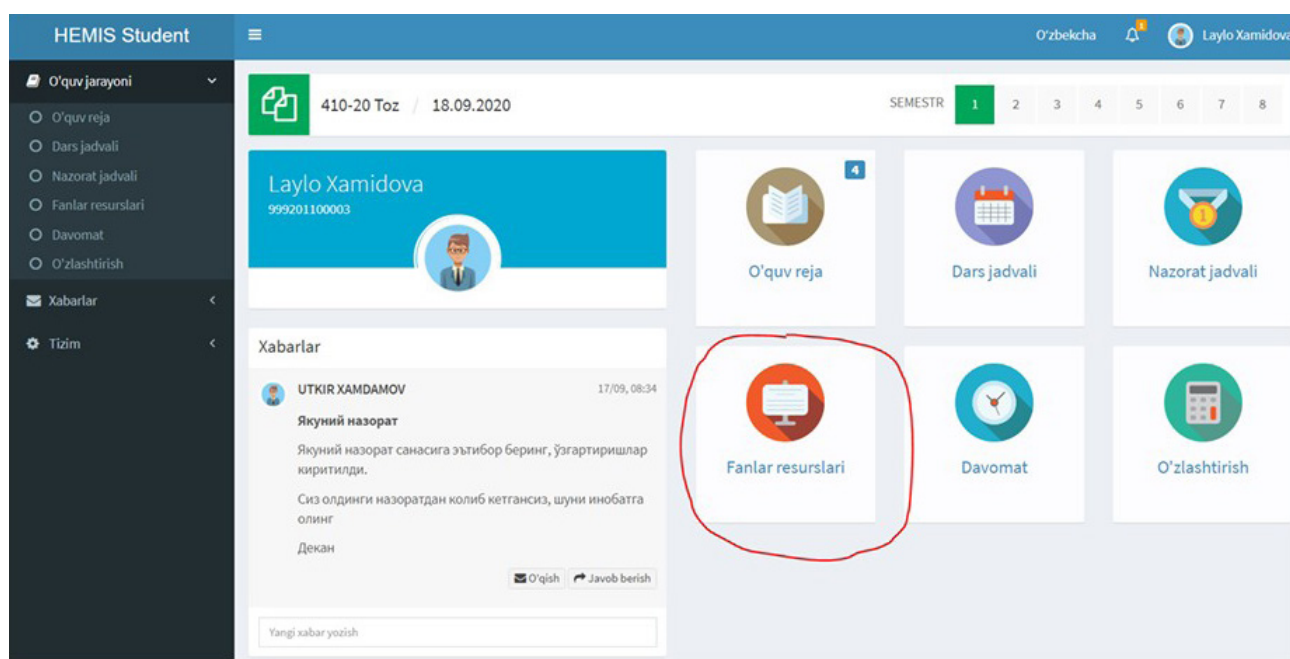 HEMIS Student
O'zbekcha
1
Laylo Xamidova
O'quv jarayoni
O'quv reja
Dars jadvali
Nazorat jadvali
Fanlar resurslari
Davomat
O'zlashtirish
Xabarlar
Tizim
410-20 Toz / 18.09.2020
SEMESTR 1 2 3 4 5 6 7 8
Laylo Xamidova
999201100003
4
O'quv reja
Dars jadvali
Nazorat jadvali
Xabarlar
UTKIR XAMDAMOV 17/09, 08:34
Якуний назорат
Якуний назорат санасига эътибор беринг, ўзгартиришлар
киритилди.
Сиз олдинги назоратдан колиб кетгансиз, шуни инобатга
олинг
Декан
O'qish Javob berish
Yangi xabar yozish
Fanlar resurslari
Davomat
O'zlashtirish